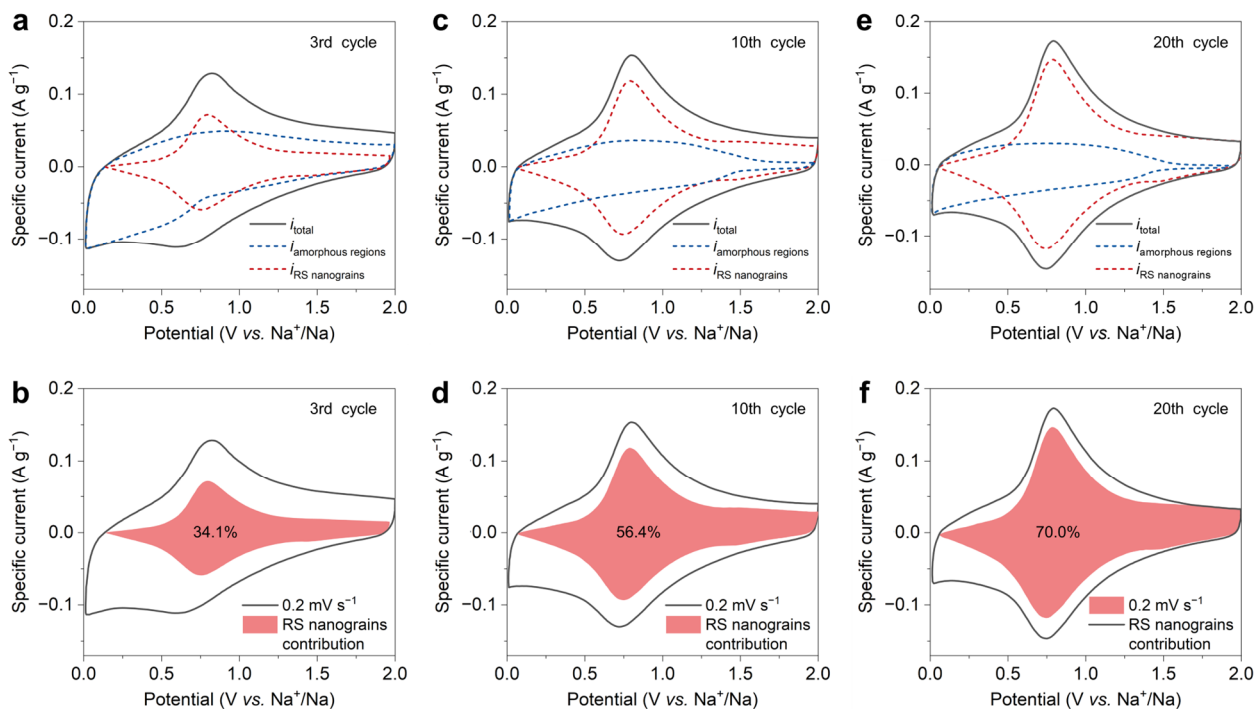 a
3rd cycle
0.2
0.1
0.0
−0.1
Specific current (A g⁻¹)
i total
i amorphous regions
i RS nanograins
0.0 0.5 1.0 1.5 2.0
Potential (V vs. Na⁺/Na)
c
10th cycle
0.2
0.1
0.0
−0.1
Specific current (A g⁻¹)
i total
i amorphous regions
i RS nanograins
0.0 0.5 1.0 1.5 2.0
Potential (V vs. Na⁺/Na)
e
20th cycle
0.2
0.1
0.0
−0.1
Specific current (A g⁻¹)
i total
i amorphous regions
i RS nanograins
0.0 0.5 1.0 1.5 2.0
Potential (V vs. Na⁺/Na)
b
3rd cycle
0.2
0.1
0.0
−0.1
Specific current (A g⁻¹)
34.1%
0.2 mV s⁻¹
RS nanograins
contribution
0.0 0.5 1.0 1.5 2.0
Potential (V vs. Na⁺/Na)
d
10th cycle
0.2
0.1
0.0
−0.1
Specific current (A g⁻¹)
56.4%
0.2 mV s⁻¹
RS nanograins
contribution
0.0 0.5 1.0 1.5 2.0
Potential (V vs. Na⁺/Na)
f
20th cycle
0.2
0.1
0.0
−0.1
Specific current (A g⁻¹)
70.0%
0.2 mV s⁻¹
RS nanograins
contribution
0.0 0.5 1.0 1.5 2.0
Potential (V vs. Na⁺/Na)